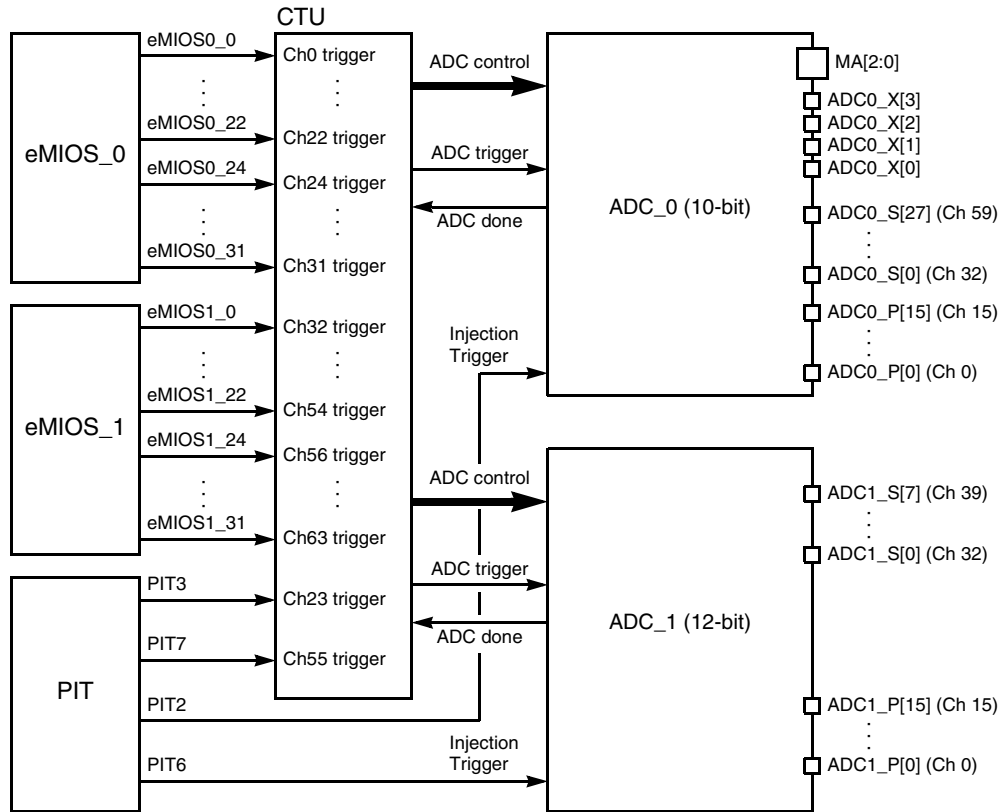 CTU
eMIOS_0
eMIOS0_0
eMIOS0_22
eMIOS0_24
eMIOS0_31
eMIOS_1
eMIOS1_0
eMIOS1_22
eMIOS1_24
eMIOS1_31
PIT
PIT3
PIT7
PIT2
PIT6
Ch0 trigger
Ch22 trigger
Ch24 trigger
Ch31 trigger
Ch32 trigger
Ch54 trigger
Ch56 trigger
Ch63 trigger
Ch23 trigger
Ch55 trigger
ADC control
ADC trigger
ADC done
Injection
Trigger
ADC control
ADC trigger
ADC done
Injection
Trigger
ADC_0 (10-bit)
MA[2:0]
ADC0_X[3]
ADC0_X[2]
ADC0_X[1]
ADC0_X[0]
ADC0_S[27] (Ch 59)
ADC0_S[0] (Ch 32)
ADC0_P[15] (Ch 15)
ADC0_P[0] (Ch 0)
ADC_1 (12-bit)
ADC1_S[7] (Ch 39)
ADC1_S[0] (Ch 32)
ADC1_P[15] (Ch 15)
ADC1_P[0] (Ch 0)